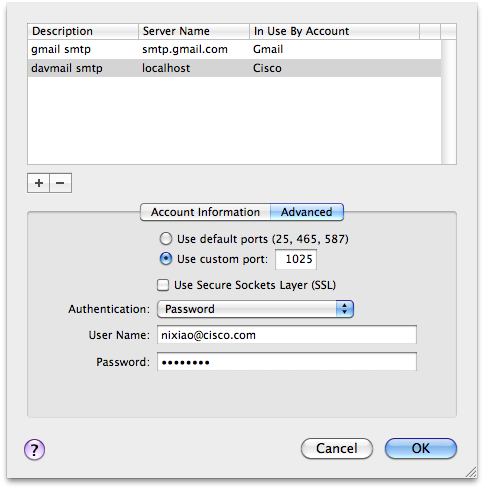 Description Server Name In Use By Account
gmail smtp smtp.gmail.com Gmail
davmail smtp localhost Cisco
+ −
Account Information Advanced
Use default ports (25, 465, 587)
Use custom port: 1025
Use Secure Sockets Layer (SSL)
Authentication: Password
User Name: nixiao@cisco.com
Password: ••••••••
? Cancel OK